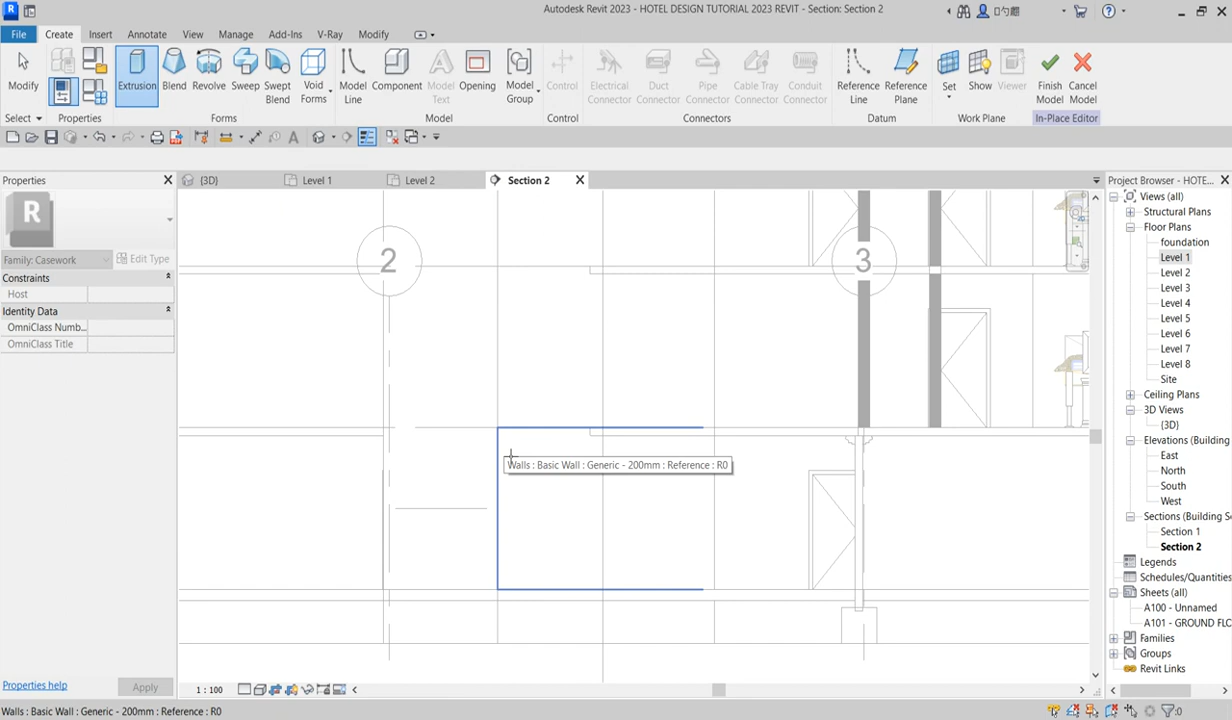 Autodesk Revit 2023 - HOTEL DESIGN TUTORIAL 2023 REVIT - Section: Section 2
File Create Insert Annotate View Manage Add-Ins V-Ray Modify
Modify Extrusion Blend Revolve Sweep Swept Blend Void Forms Model Line Component Model Text Opening Model Group Control Electrical Connector Duct Connector Pipe Connector Cable Tray Connector Conduit Connector Reference Line Reference Plane Set Show Viewer Finish Model Cancel Model
Select Properties Forms Model Control Connectors Datum Work Plane In-Place Editor
Properties
{3D} Level 1 Level 2 Section 2
Project Browser - HOTE...
Family: Casework
Edit Type
Constraints
Host
Identity Data
OmniClass Numb...
OmniClass Title
Properties help
Apply
2
3
Walls : Basic Wall : Generic - 200mm : Reference : R0
1 : 100
Views (all)
Structural Plans
Floor Plans
foundation
Level 1
Level 2
Level 3
Level 4
Level 5
Level 6
Level 7
Level 8
Site
Ceiling Plans
3D Views
{3D}
Elevations (Building
East
North
South
West
Sections (Building S
Section 1
Section 2
Legends
Schedules/Quantities
Sheets (all)
A100 - Unnamed
A101 - GROUND FLC
Families
Groups
Revit Links
Walls : Basic Wall : Generic - 200mm : Reference : R0
:0